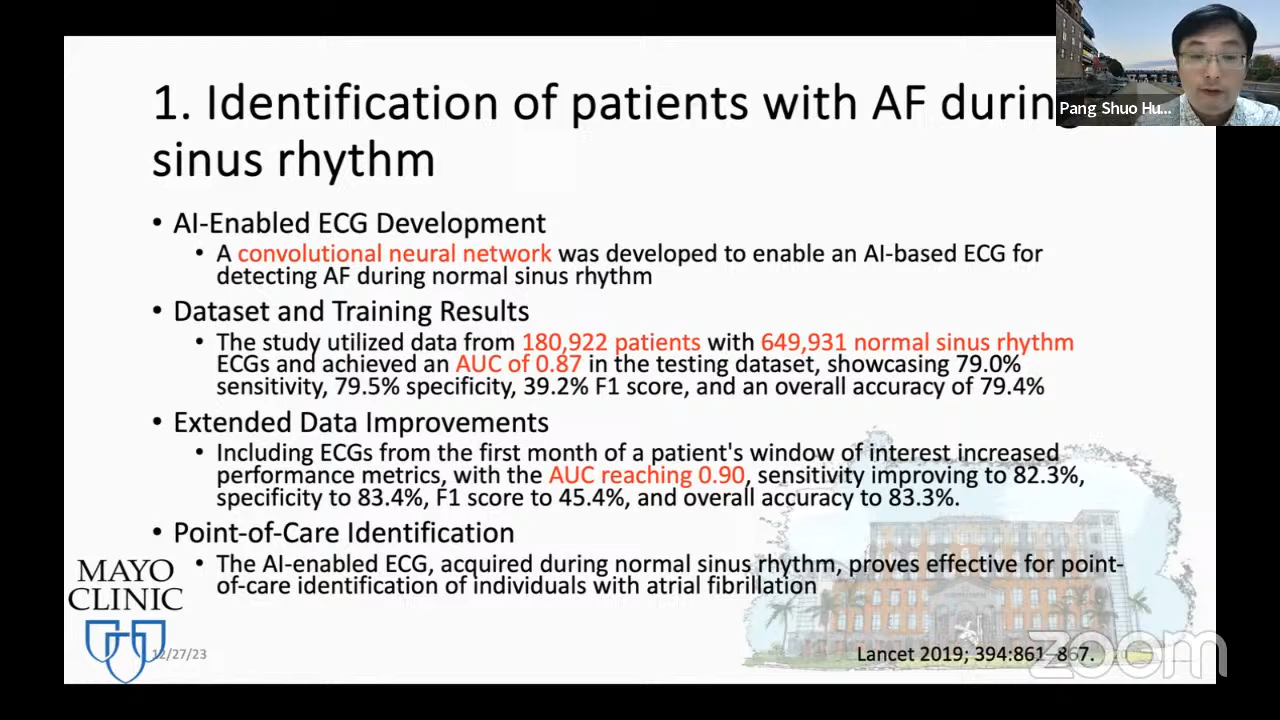 1. Identification of patients with AF during
sinus rhythm
Pang Shuo Hu...
• AI-Enabled ECG Development
• A convolutional neural network was developed to enable an AI-based ECG for
detecting AF during normal sinus rhythm
• Dataset and Training Results
• The study utilized data from 180,922 patients with 649,931 normal sinus rhythm
ECGs and achieved an AUC of 0.87 in the testing dataset, showcasing 79.0%
sensitivity, 79.5% specificity, 39.2% F1 score, and an overall accuracy of 79.4%
• Extended Data Improvements
• Including ECGs from the first month of a patient's window of interest increased
performance metrics, with the AUC reaching 0.90, sensitivity improving to 82.3%,
specificity to 83.4%, F1 score to 45.4%, and overall accuracy to 83.3%.
• Point-of-Care Identification
• The AI-enabled ECG, acquired during normal sinus rhythm, proves effective for point-
of-care identification of individuals with atrial fibrillation
MAYO
CLINIC
12/27/23
Lancet 2019; 394:861–867.
zoom